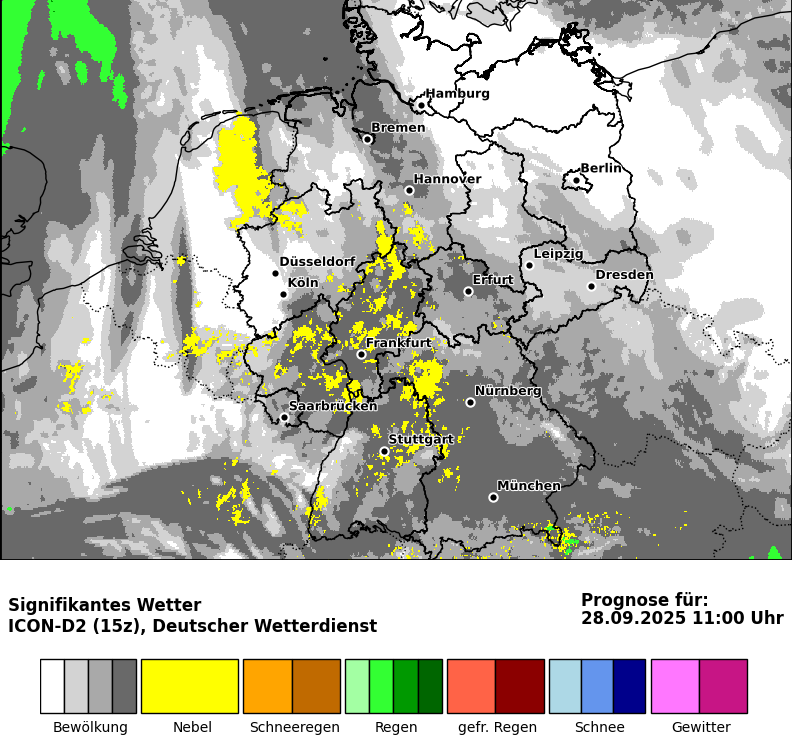 Hamburg
Bremen
Berlin
Hannover
Düsseldorf
Leipzig
Köln
Erfurt
Dresden
Frankfurt
Nürnberg
Saarbrücken
Stuttgart
München
Signifikantes Wetter
ICON-D2 (15z), Deutscher Wetterdienst
Prognose für:
28.09.2025 11:00 Uhr
Bewölkung
Nebel
Schneeregen
Regen
gefr. Regen
Schnee
Gewitter